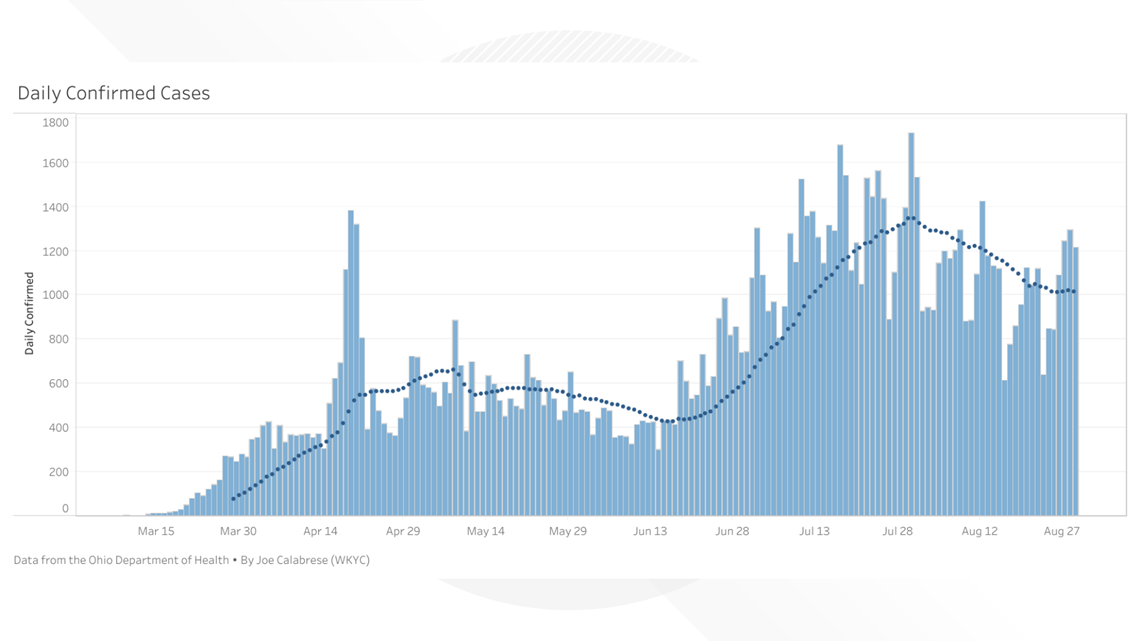 Daily Confirmed Cases
1800
1600
1400
1200
1000
800
600
400
200
0
Daily Confirmed
Mar 15 Mar 30 Apr 14 Apr 29 May 14 May 29 Jun 13 Jun 28 Jul 13 Jul 28 Aug 12 Aug 27
Data from the Ohio Department of Health • By Joe Calabrese (WKYC)